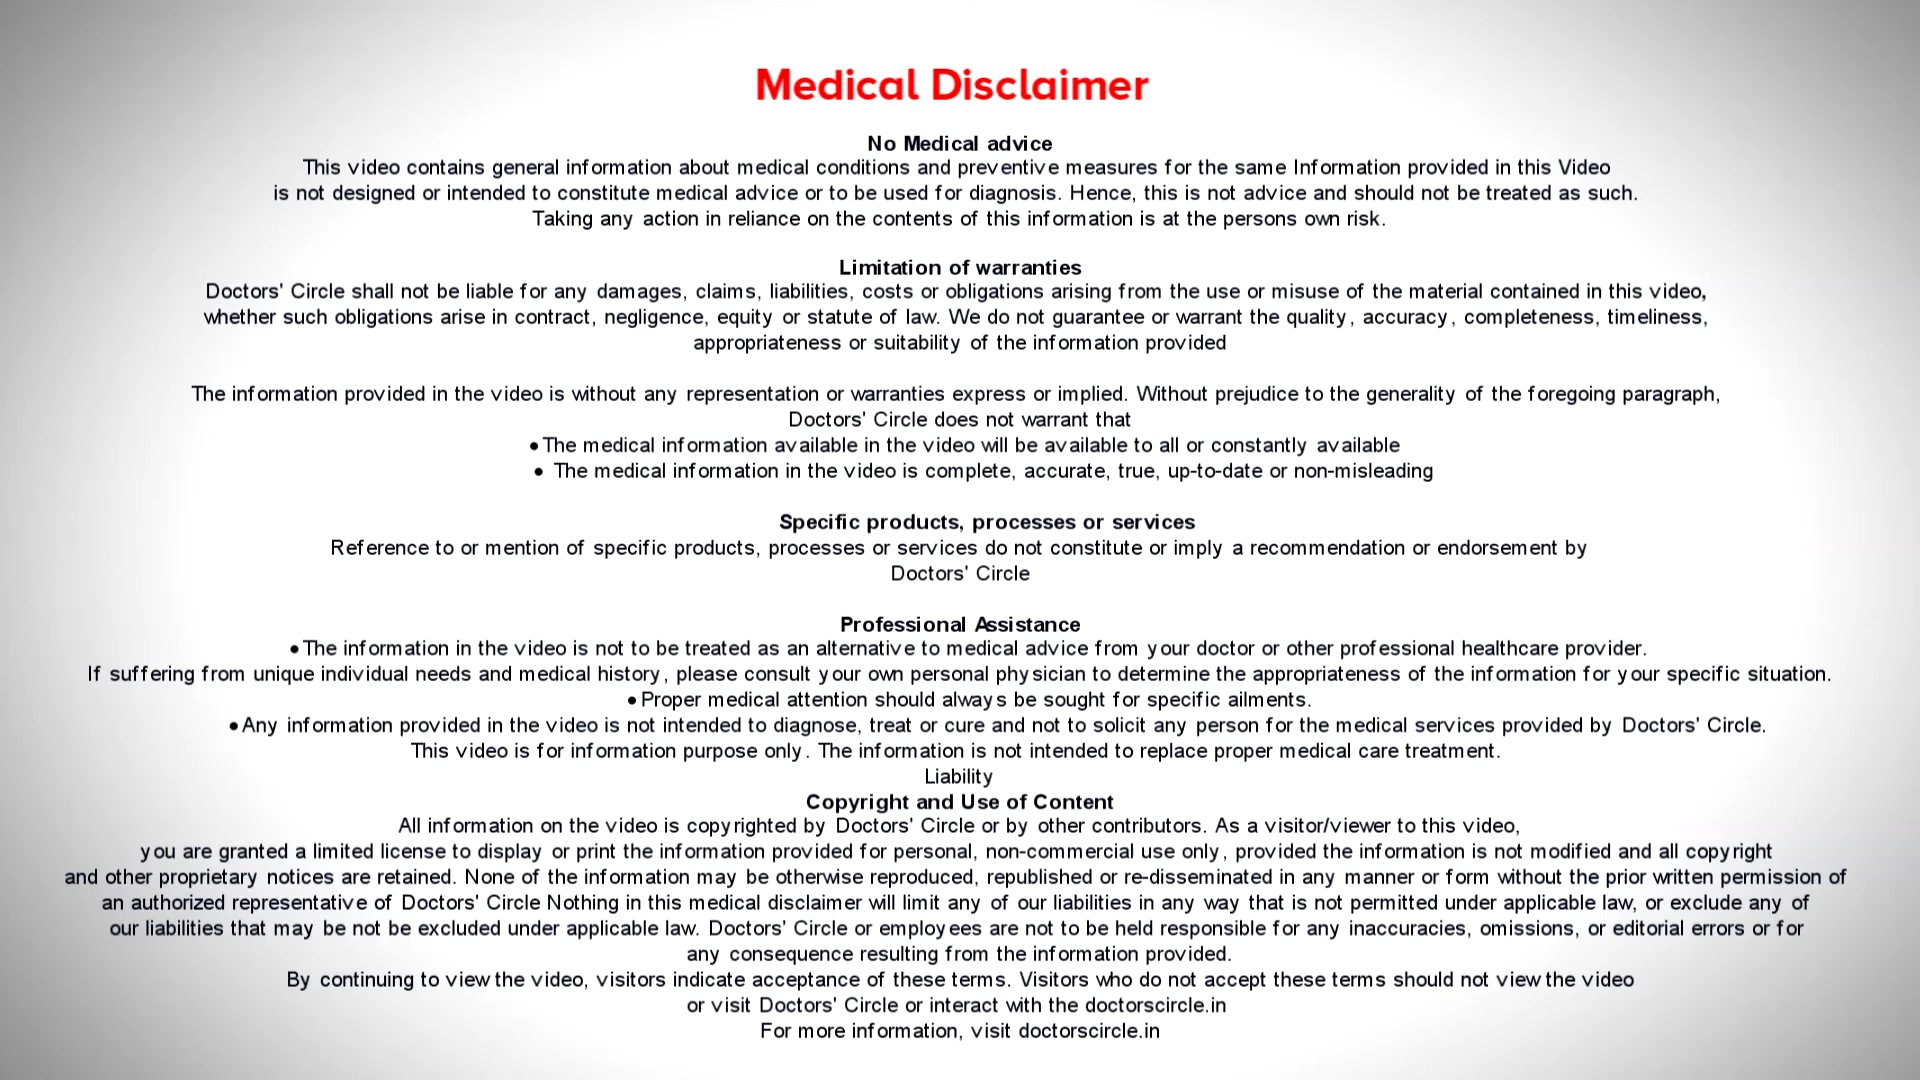 Medical Disclaimer
No Medical advice
This video contains general information about medical conditions and preventive measures for the same Information provided in this Video
is not designed or intended to constitute medical advice or to be used for diagnosis. Hence, this is not advice and should not be treated as such.
Taking any action in reliance on the contents of this information is at the persons own risk.
Limitation of warranties
Doctors' Circle shall not be liable for any damages, claims, liabilities, costs or obligations arising from the use or misuse of the material contained in this video,
whether such obligations arise in contract, negligence, equity or statute of law. We do not guarantee or warrant the quality, accuracy, completeness, timeliness,
appropriateness or suitability of the information provided
The information provided in the video is without any representation or warranties express or implied. Without prejudice to the generality of the foregoing paragraph,
Doctors' Circle does not warrant that
• The medical information available in the video will be available to all or constantly available
• The medical information in the video is complete, accurate, true, up-to-date or non-misleading
Specific products, processes or services
Reference to or mention of specific products, processes or services do not constitute or imply a recommendation or endorsement by
Doctors' Circle
Professional Assistance
• The information in the video is not to be treated as an alternative to medical advice from your doctor or other professional healthcare provider.
If suffering from unique individual needs and medical history, please consult your own personal physician to determine the appropriateness of the information for your specific situation.
• Proper medical attention should always be sought for specific ailments.
• Any information provided in the video is not intended to diagnose, treat or cure and not to solicit any person for the medical services provided by Doctors' Circle.
This video is for information purpose only. The information is not intended to replace proper medical care treatment.
Liability
Copyright and Use of Content
All information on the video is copyrighted by Doctors' Circle or by other contributors. As a visitor/viewer to this video,
you are granted a limited license to display or print the information provided for personal, non-commercial use only, provided the information is not modified and all copyright
and other proprietary notices are retained. None of the information may be otherwise reproduced, republished or re-disseminated in any manner or form without the prior written permission of
an authorized representative of Doctors' Circle Nothing in this medical disclaimer will limit any of our liabilities in any way that is not permitted under applicable law, or exclude any of
our liabilities that may be not be excluded under applicable law. Doctors' Circle or employees are not to be held responsible for any inaccuracies, omissions, or editorial errors or for
any consequence resulting from the information provided.
By continuing to view the video, visitors indicate acceptance of these terms. Visitors who do not accept these terms should not view the video
or visit Doctors' Circle or interact with the doctorscircle.in
For more information, visit doctorscircle.in